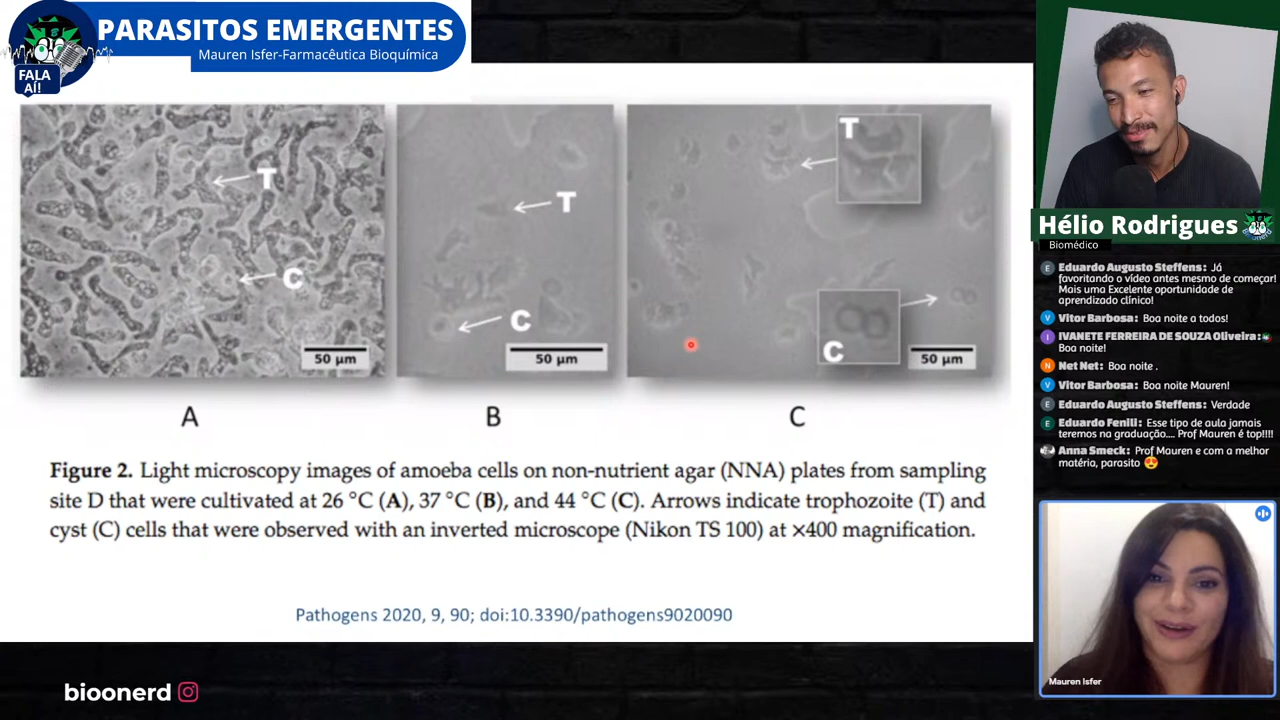 PARASITOS EMERGENTES
Mauren Isfer-Farmacêutica Bioquímica
FALA
AÍ!
T
C
50 µm
T
C
50 µm
T
C
50 µm
A
B
C
Figure 2. Light microscopy images of amoeba cells on non-nutrient agar (NNA) plates from sampling
site D that were cultivated at 26 °C (A), 37 °C (B), and 44 °C (C). Arrows indicate trophozoite (T) and
cyst (C) cells that were observed with an inverted microscope (Nikon TS 100) at ×400 magnification.
Pathogens 2020, 9, 90; doi:10.3390/pathogens9020090
bioonerd
Hélio Rodrigues
Biomédico
E Eduardo Augusto Steffens: Já
favoritando o vídeo antes mesmo de começar!
Mais uma Excelente oportunidade de
aprendizado clínico!
V Vitor Barbosa: Boa noite a todos!
I IVANETE FERREIRA DE SOUZA Oliveira:
Boa noite!
N Net Net: Boa noite .
V Vitor Barbosa: Boa noite Mauren!
E Eduardo Augusto Steffens: Verdade
E Eduardo Fenili: Esse tipo de aula jamais
teremos na graduação.... Prof Mauren é top!!!!
Anna Smeck: Prof Mauren e com a melhor
matéria, parasito 😍
Mauren Isfer